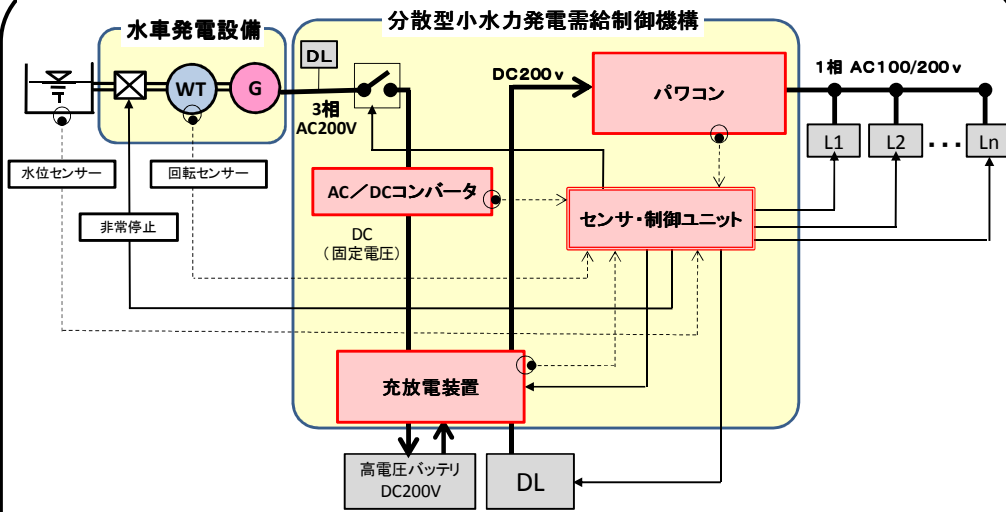 分散型小水力発電需給制御機構
水車発電設備
DL
WT
G
3相
AC200V
DC200v
パワコン
1相 AC100/200v
L1
L2
・・・
Ln
水位センサー
回転センサー
非常停止
AC／DCコンバータ
センサ・制御ユニット
DC
（固定電圧）
充放電装置
高電圧バッテリ
DC200V
DL